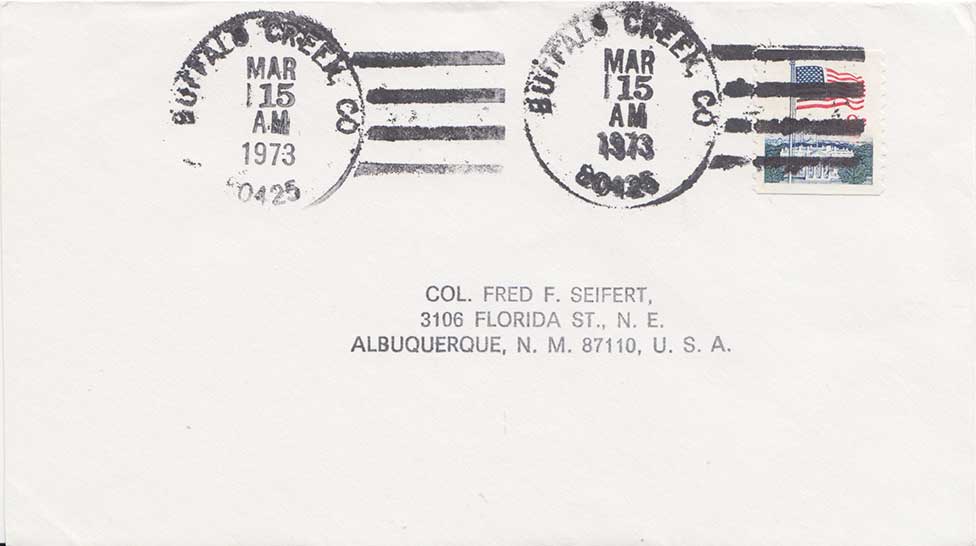 BUFFALO CREEK, CO
MAR
15
AM
1973
80425
BUFFALO CREEK, CO
MAR
15
AM
1973
80425
COL. FRED F. SEIFERT,
3106 FLORIDA ST., N. E.
ALBUQUERQUE, N. M. 87110, U. S. A.